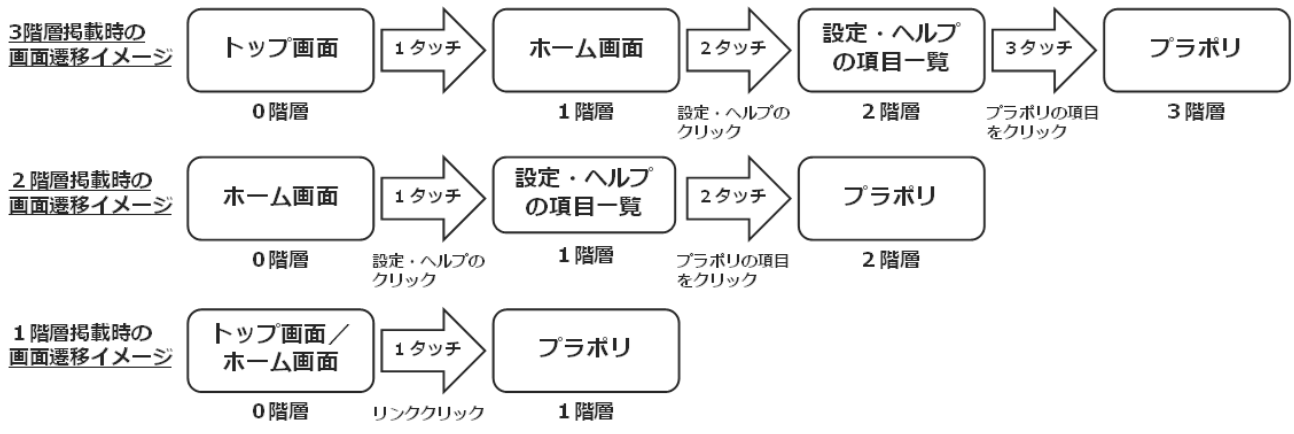 3階層掲載時の
画面遷移イメージ
トップ画面
1タッチ
ホーム画面
2タッチ
設定・ヘルプ
の項目一覧
3タッチ
プラポリ
0階層
1階層
設定・ヘルプの
クリック
2階層
プラポリの項目
をクリック
3階層
2階層掲載時の
画面遷移イメージ
ホーム画面
1タッチ
設定・ヘルプ
の項目一覧
2タッチ
プラポリ
0階層
設定・ヘルプの
クリック
1階層
プラポリの項目
をクリック
2階層
1階層掲載時の
画面遷移イメージ
トップ画面/
ホーム画面
1タッチ
プラポリ
0階層
リンククリック
1階層